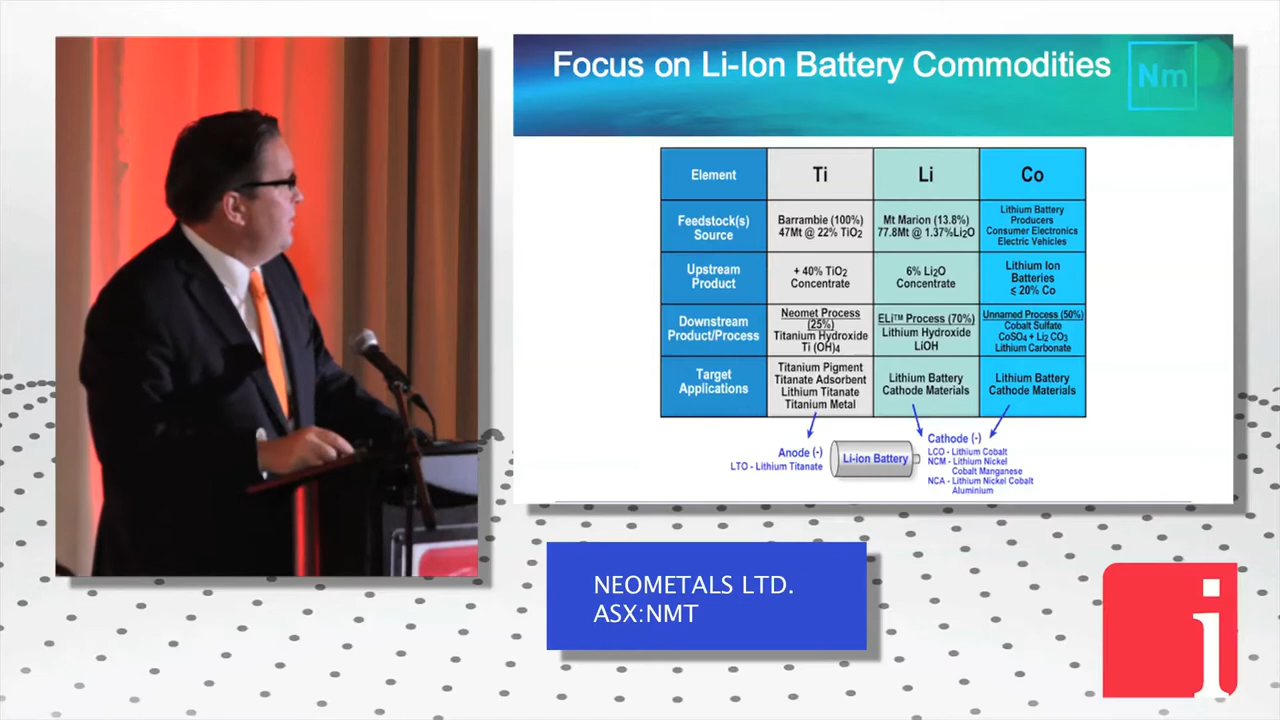 Focus on Li-Ion Battery Commodities
Nm
Element
Ti
Li
Co
Feedstock(s)
Source
Barrambie (100%)
47Mt @ 22% TiO2
Mt Marion (13.8%)
77.8Mt @ 1.37%Li2O
Lithium Battery
Producers
Consumer Electronics
Electric Vehicles
Upstream
Product
+ 40% TiO2
Concentrate
6% Li2O
Concentrate
Lithium Ion
Batteries
≤ 20% Co
Downstream
Product/Process
Neomet Process
(25%)
Titanium Hydroxide
Ti (OH)4
ELi™ Process (70%)
Lithium Hydroxide
LiOH
Unnamed Process (50%)
Cobalt Sulfate
CoSO4 + Li2 CO3
Lithium Carbonate
Target
Applications
Titanium Pigment
Titanate Adsorbent
Lithium Titanate
Titanium Metal
Lithium Battery
Cathode Materials
Lithium Battery
Cathode Materials
Anode (-)
LTO - Lithium Titanate
Li-ion Battery
Cathode (-)
LCO - Lithium Cobalt
NCM - Lithium Nickel
Cobalt Manganese
NCA - Lithium Nickel Cobalt
Aluminium
NEOMETALS LTD.
ASX:NMT
i